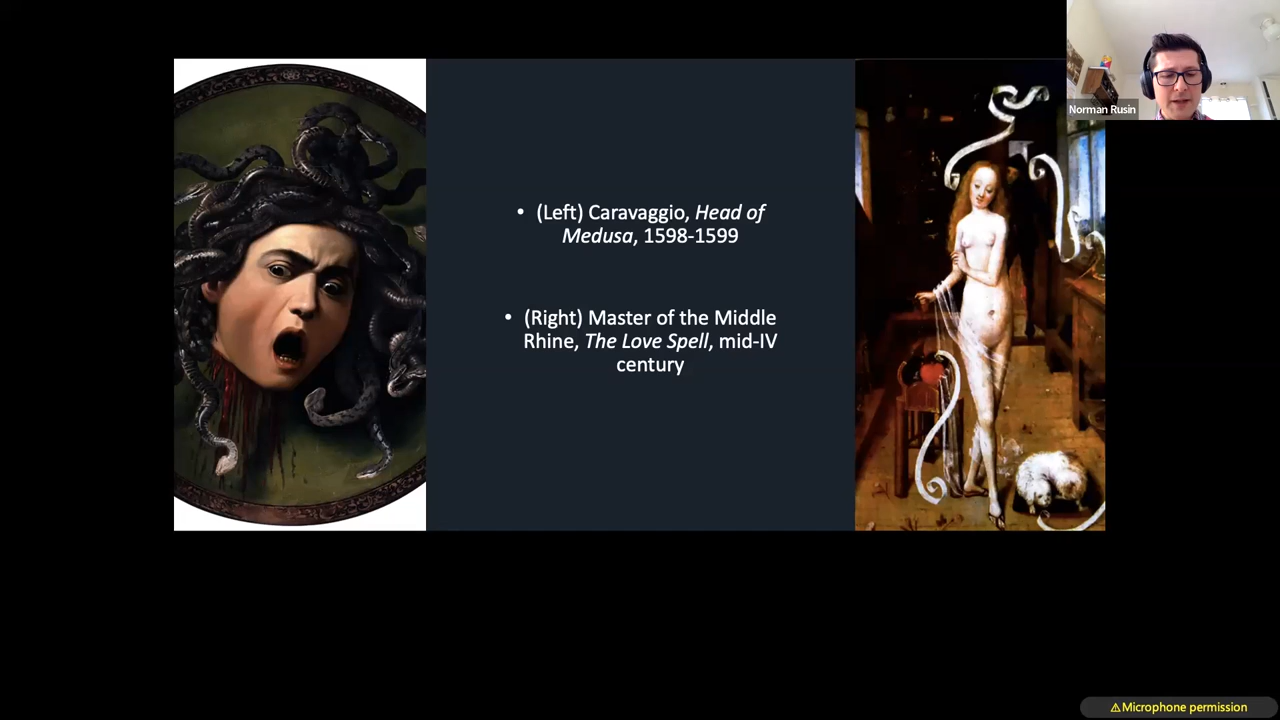 Norman Rusin
• (Left) Caravaggio, Head of
Medusa, 1598-1599
• (Right) Master of the Middle
Rhine, The Love Spell, mid-IV
century
⚠Microphone permission